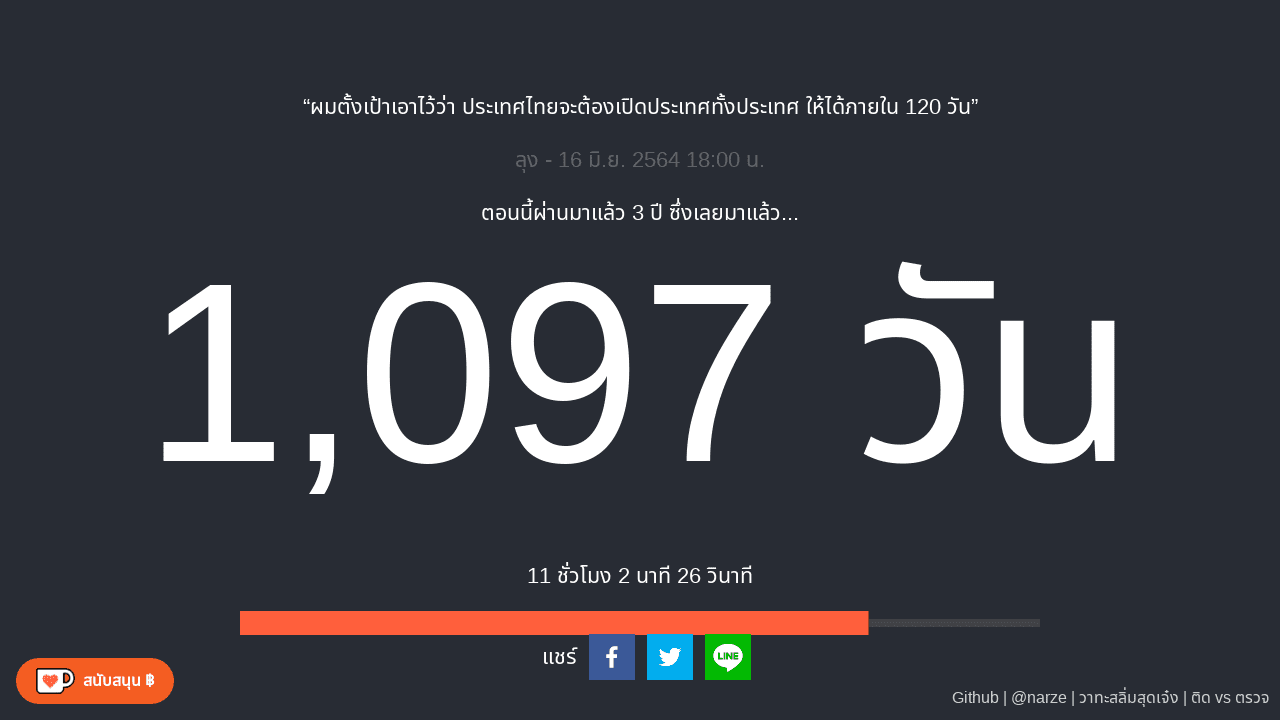 “ผมตั้งเป้าเอาไว้ว่า ประเทศไทยจะต้องเปิดประเทศทั้งประเทศ ให้ได้ภายใน 120 วัน”
ลุง - 16 มิ.ย. 2564 18:00 น.
ตอนนี้ผ่านมาแล้ว 3 ปี ซึ่งเลยมาแล้ว...
1,097 วัน
11 ชั่วโมง 2 นาที 26 วินาที
แชร์
LINE
สนับสนุน ฿
Github | @narze | วาทะสลิ่มสุดเจ๋ง | ติด vs ตรวจ